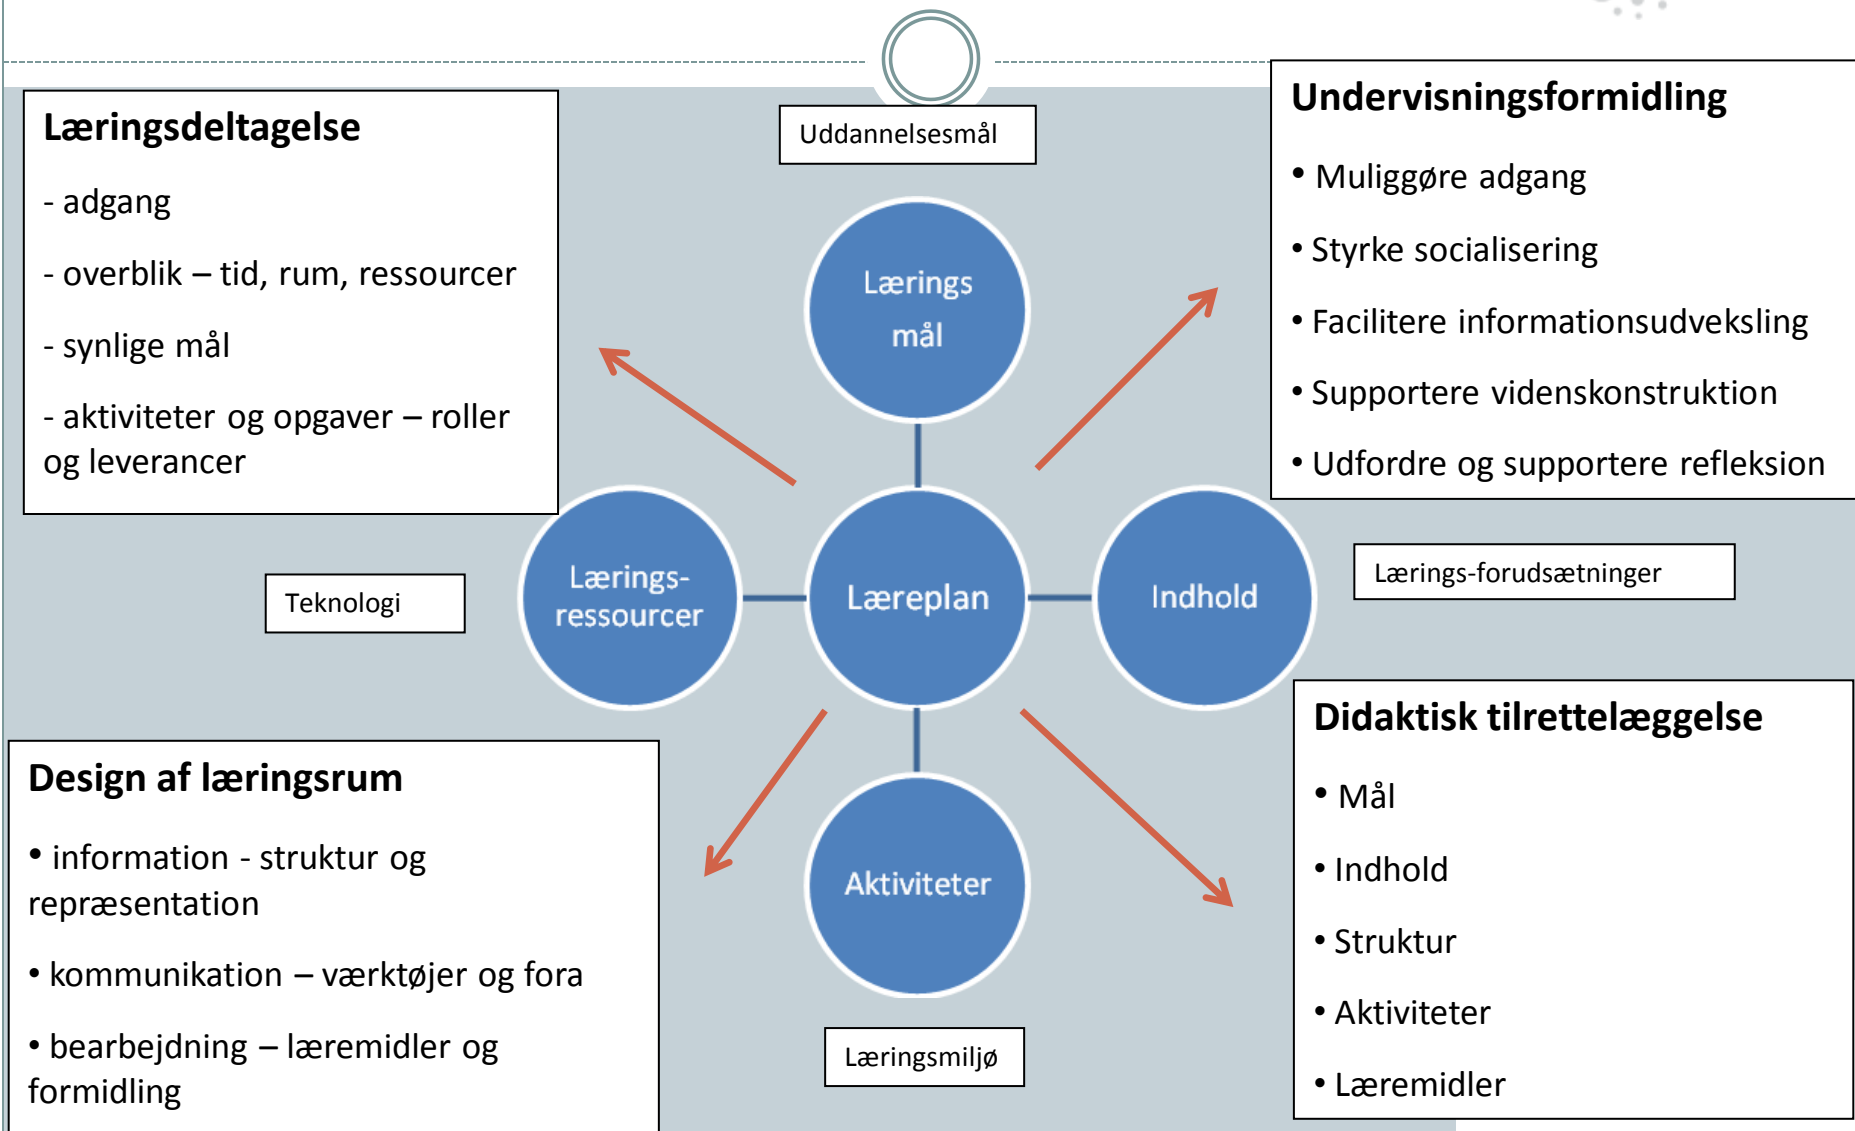 Læringsdeltagelse
- adgang
- overblik – tid, rum, ressourcer
- synlige mål
- aktiviteter og opgaver – roller
og leverancer
Uddannelsesmål
Undervisningsformidling
• Muliggøre adgang
• Styrke socialisering
• Facilitere informationsudveksling
• Supportere videnskonstruktion
• Udfordre og supportere refleksion
Lærings
mål
Teknologi
Lærings-
ressourcer
Læreplan
Indhold
Lærings-forudsætninger
Aktiviteter
Læringsmiljø
Design af læringsrum
• information - struktur og
repræsentation
• kommunikation – værktøjer og fora
• bearbejdning – læremidler og
formidling
Didaktisk tilrettelæggelse
• Mål
• Indhold
• Struktur
• Aktiviteter
• Læremidler